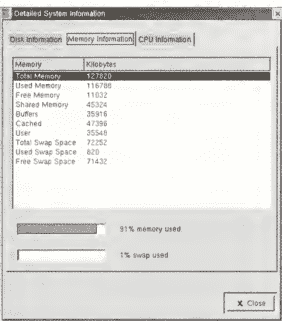 Detailed System Information
Disk Information Memory Information CPU Information
Memory Kilobytes
Total Memory 127820
Used Memory 116788
Free Memory 11032
Shared Memory 45324
Buffers 35916
Cached 47396
User 35548
Total Swap Space 72252
Used Swap Space 820
Free Swap Space 71432
91% memory used
1% swap used
X Close